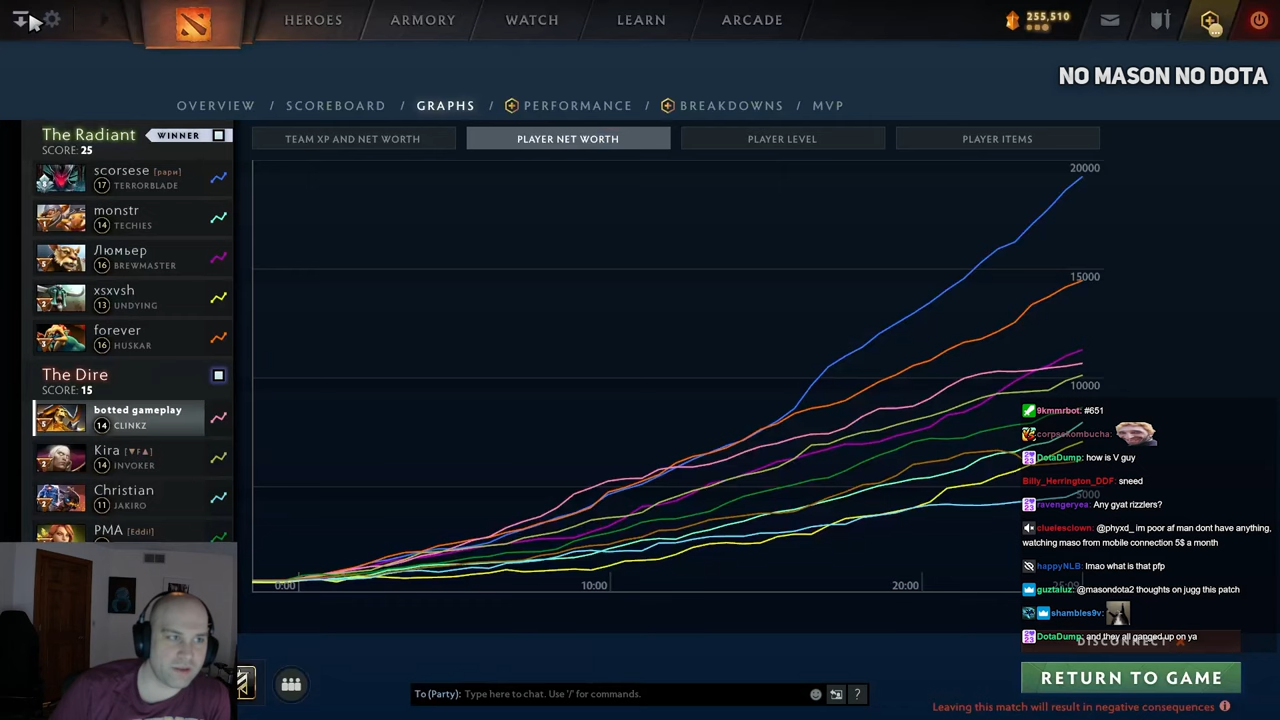 HEROES
ARMORY
WATCH
LEARN
ARCADE
255,510
NO MASON NO DOTA
OVERVIEW / SCOREBOARD / GRAPHS / PERFORMANCE / BREAKDOWNS / MVP
The Radiant WINNER
SCORE: 25
TEAM XP AND NET WORTH
PLAYER NET WORTH
PLAYER LEVEL
PLAYER ITEMS
scorsese [рари]
17 TERRORBLADE
monstr
14 TECHIES
Люмьер
16 BREWMASTER
xsxvsh
13 UNDYING
forever
16 HUSKAR
The Dire
SCORE: 15
botted gameplay
14 CLINKZ
Kira [▼F▲]
14 INVOKER
Christian
11 JAKIRO
PMA [Eddi!]
20000
15000
10000
5000
0:00
10:00
20:00
25:09
9kmmrbot: #651
corpsekombucha:
DotaDump: how is V guy
Billy_Herrington_DDF: sneed
ravengeryea: Any gyat rizzlers?
cluelesclown: @phyxd_ im poor af man dont have anything,
watching maso from mobile connection 5$ a month
happyNLB: lmao what is that pfp
guztaluz: @masondota2 thoughts on jugg this patch
shambles9v:
DotaDump: and they all ganged up on ya
DISCONNECT
To (Party): Type here to chat. Use '/' for commands.
?
RETURN TO GAME
Leaving this match will result in negative consequences